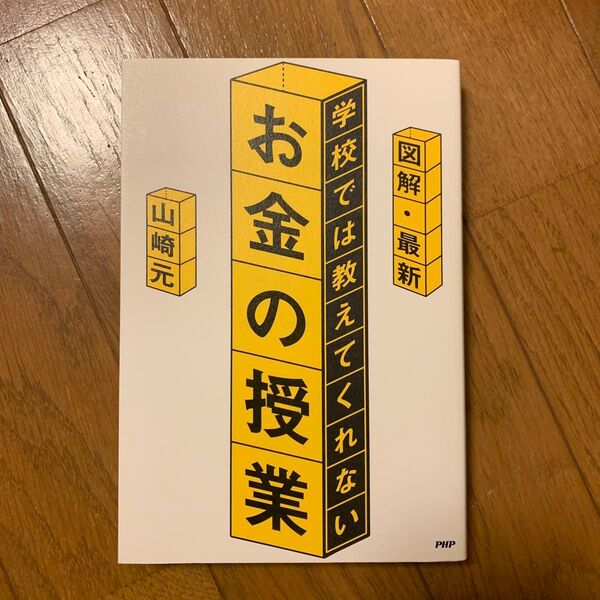 図解・最新
学校では教えてくれない
お金の授業
山崎元
PHP